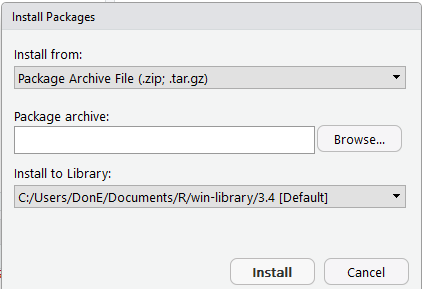 Install Packages
Install from:
Package Archive File (.zip; .tar.gz)
Package archive:
Browse...
Install to Library:
C:/Users/DonE/Documents/R/win-library/3.4 [Default]
Install Cancel